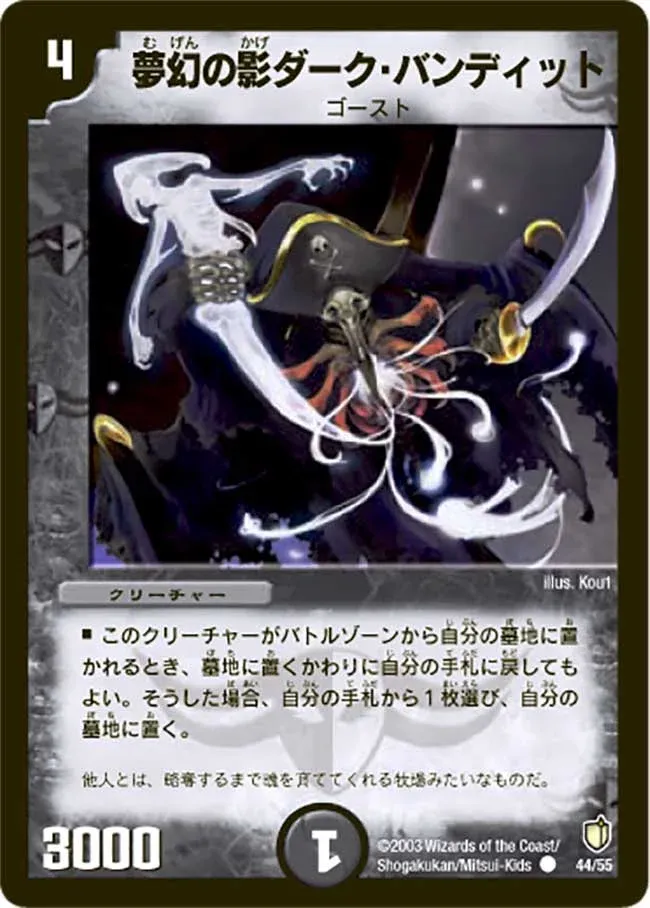 4
夢幻の影ダーク・バンディット
ゴースト
illus. Kou1
クリーチャー
■ このクリーチャーがバトルゾーンから自分の墓地に置
かれるとき、墓地に置くかわりに自分の手札に戻しても
よい。そうした場合、自分の手札から1枚選び、自分の
墓地に置く。
他人とは、略奪するまで魂を育ててくれる牧場みたいなものだ。
3000
1
©2003 Wizards of the Coast/
Shogakukan/Mitsui-Kids
44/55